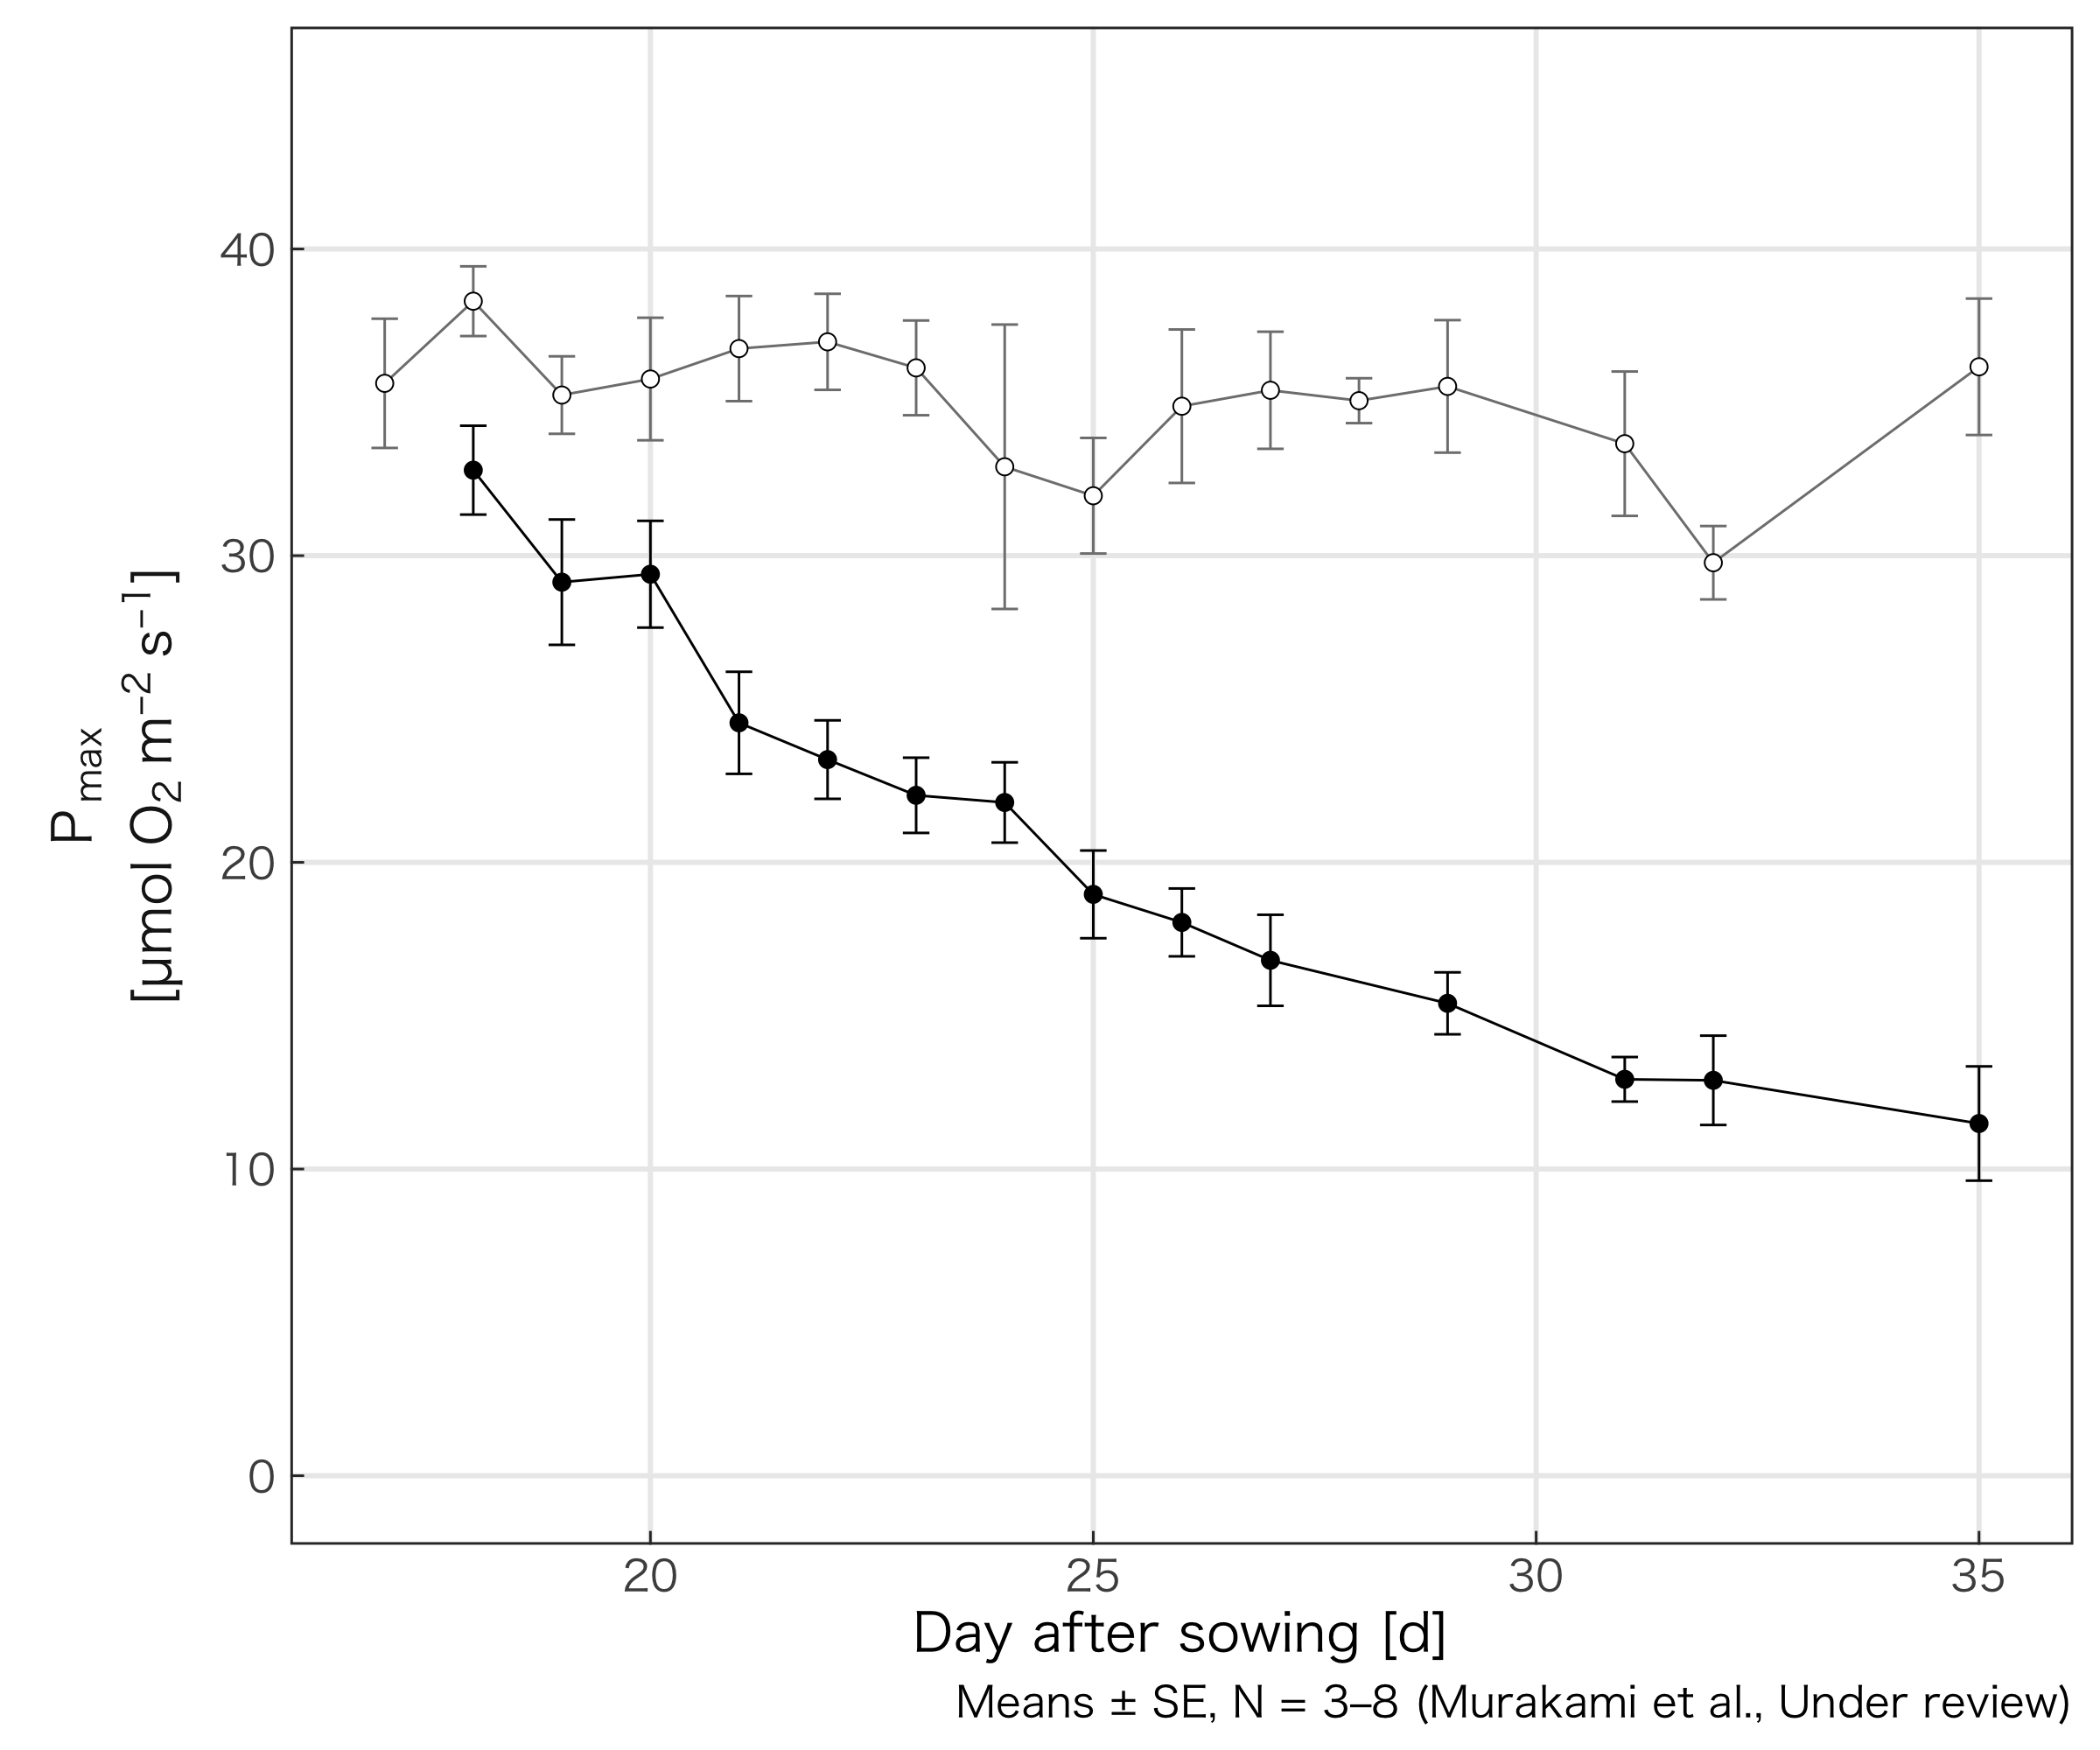 P_max
[µmol O₂ m⁻² s⁻¹]
40
30
20
10
0
20 25 30 35
Day after sowing [d]
Means ± SE, N = 3–8 (Murakami et al., Under review)